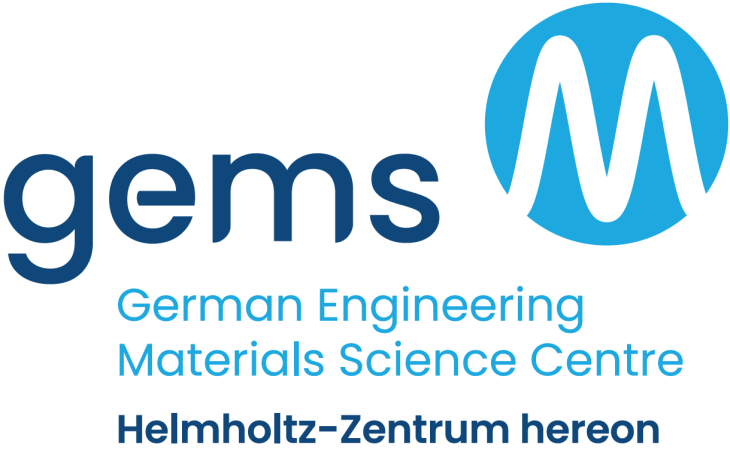 gems M
German Engineering
Materials Science Centre
Helmholtz-Zentrum hereon